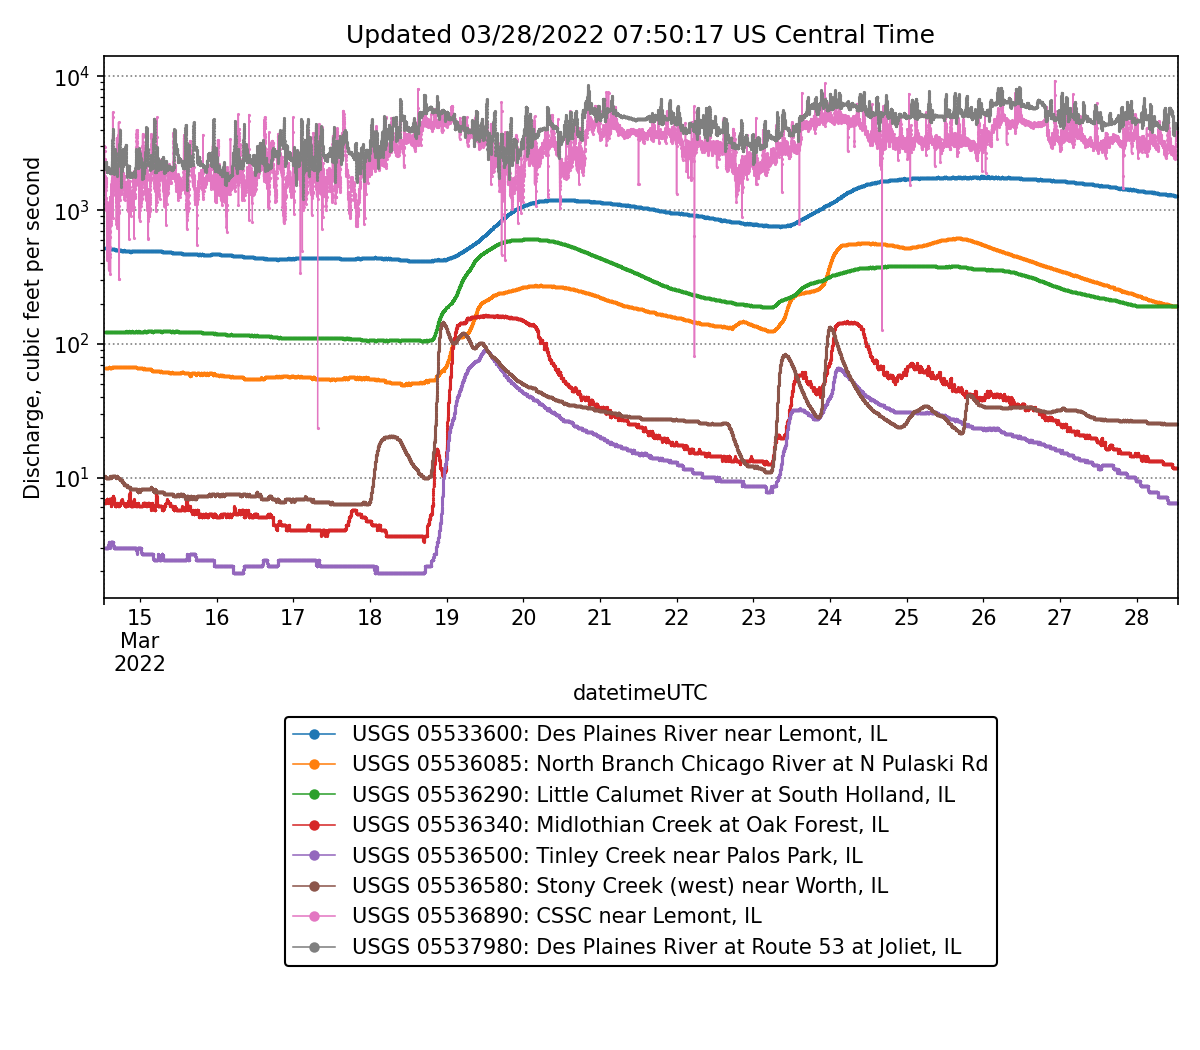 Updated 03/28/2022 07:50:17 US Central Time
Discharge, cubic feet per second
10^4
10^3
10^2
10^1
15 16 17 18 19 20 21 22 23 24 25 26 27 28
Mar
2022
datetimeUTC
USGS 05533600: Des Plaines River near Lemont, IL
USGS 05536085: North Branch Chicago River at N Pulaski Rd
USGS 05536290: Little Calumet River at South Holland, IL
USGS 05536340: Midlothian Creek at Oak Forest, IL
USGS 05536500: Tinley Creek near Palos Park, IL
USGS 05536580: Stony Creek (west) near Worth, IL
USGS 05536890: CSSC near Lemont, IL
USGS 05537980: Des Plaines River at Route 53 at Joliet, IL